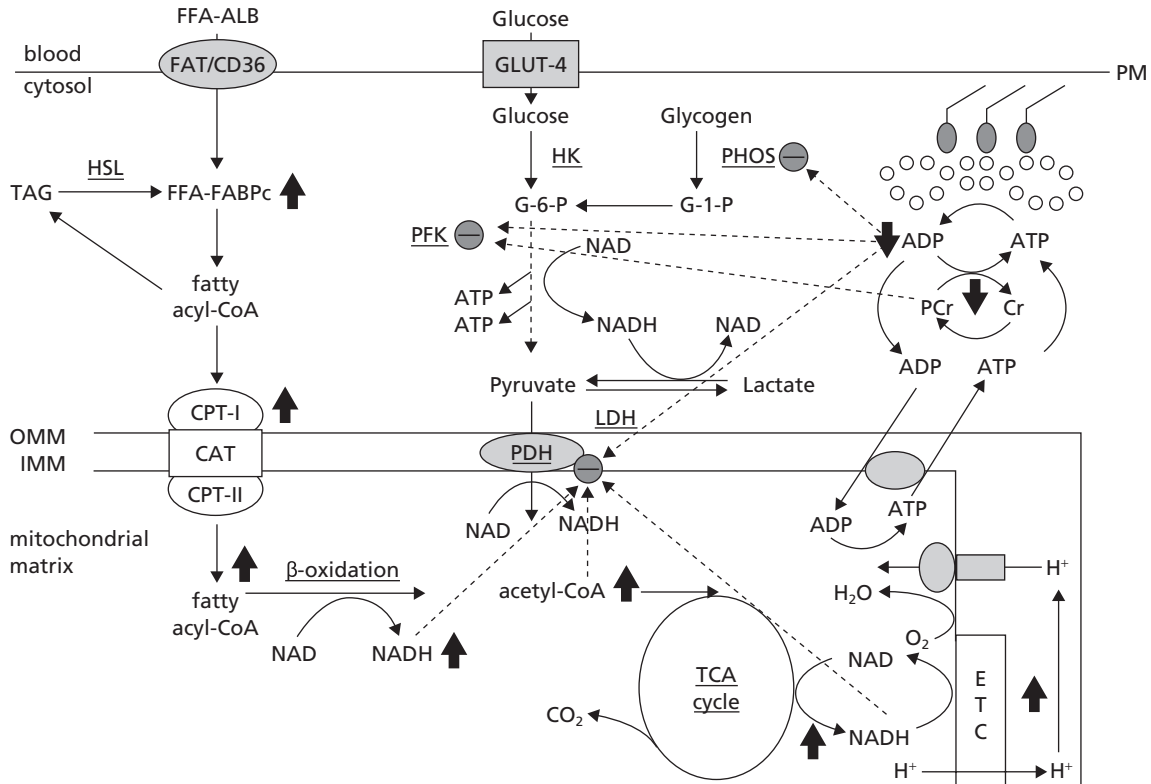 FFA-ALB
Glucose
blood
FAT/CD36
GLUT-4
PM
cytosol
Glucose
Glycogen
HSL
HK
PHOS
TAG
FFA-FABPc
G-6-P
G-1-P
PFK
NAD
ADP
ATP
fatty
acyl-CoA
ATP
ATP
NADH
NAD
PCr
Cr
ADP
ATP
Pyruvate
Lactate
CPT-I
LDH
OMM
IMM
CAT
PDH
CPT-II
NAD
NADH
ADP
ATP
mitochondrial
matrix
β-oxidation
acetyl-CoA
H⁺
H₂O
fatty
acyl-CoA
O₂
NAD
NADH
NAD
TCA
cycle
E
T
C
CO₂
NADH
H⁺
H⁺